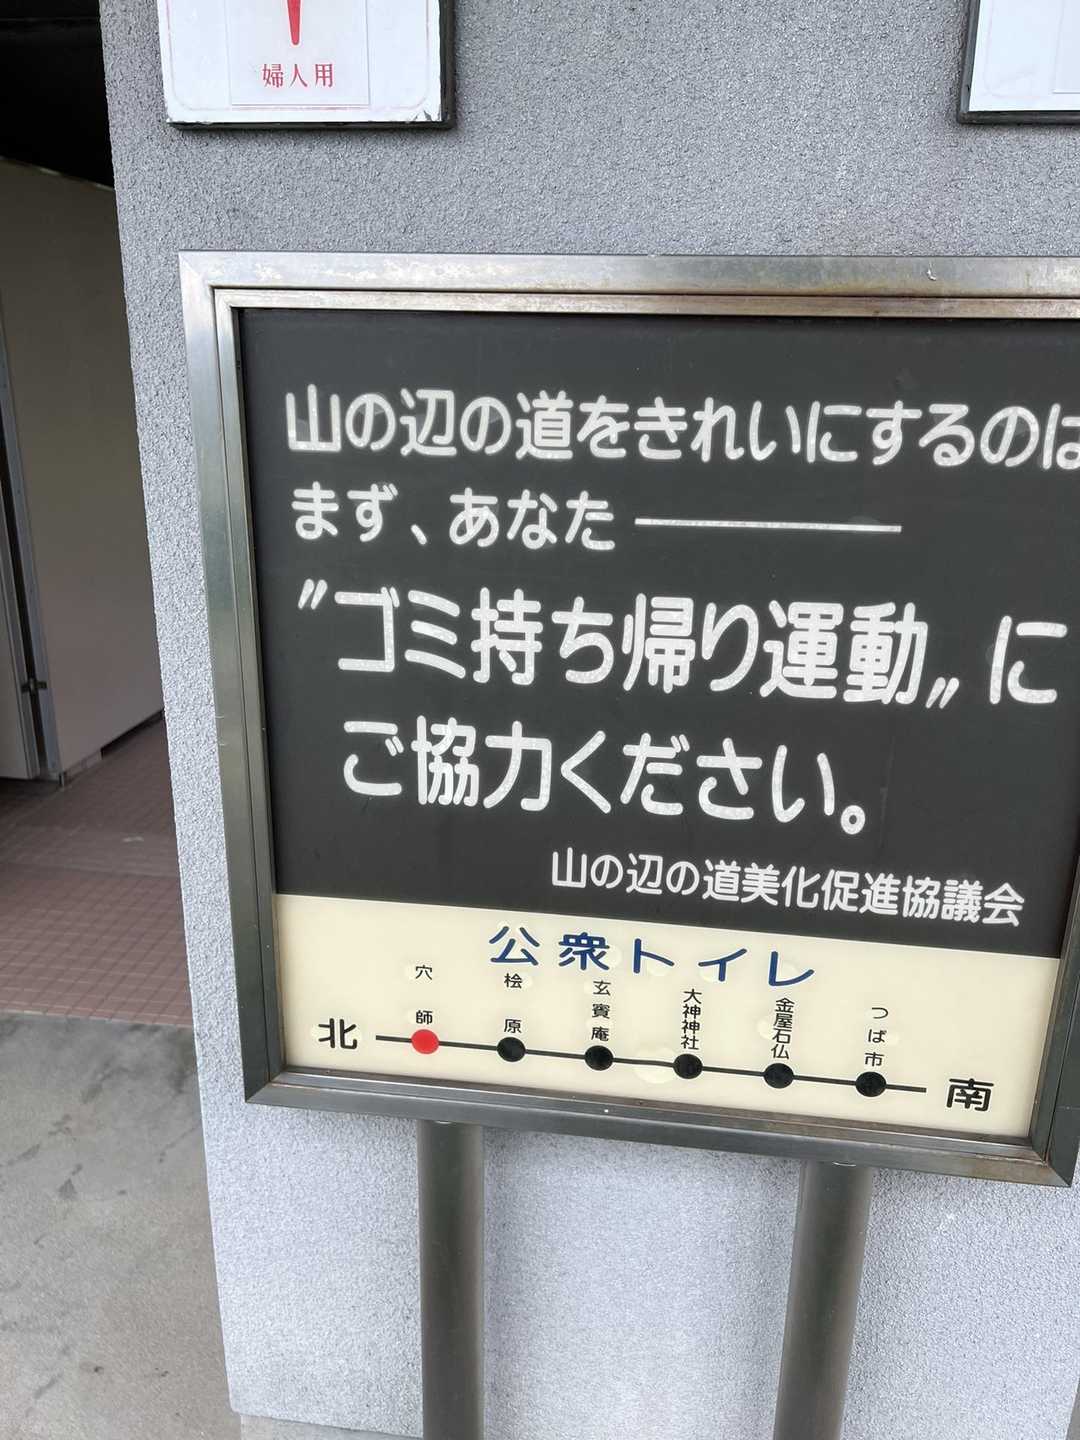 婦人用
山の辺の道をきれいにするのは
まず、あなた――――
〝ゴミ持ち帰り運動〟に
ご協力ください。
山の辺の道美化促進協議会
公衆トイレ
北
穴師
桧原
玄賓庵
大神神社
金屋石仏
つば市
南